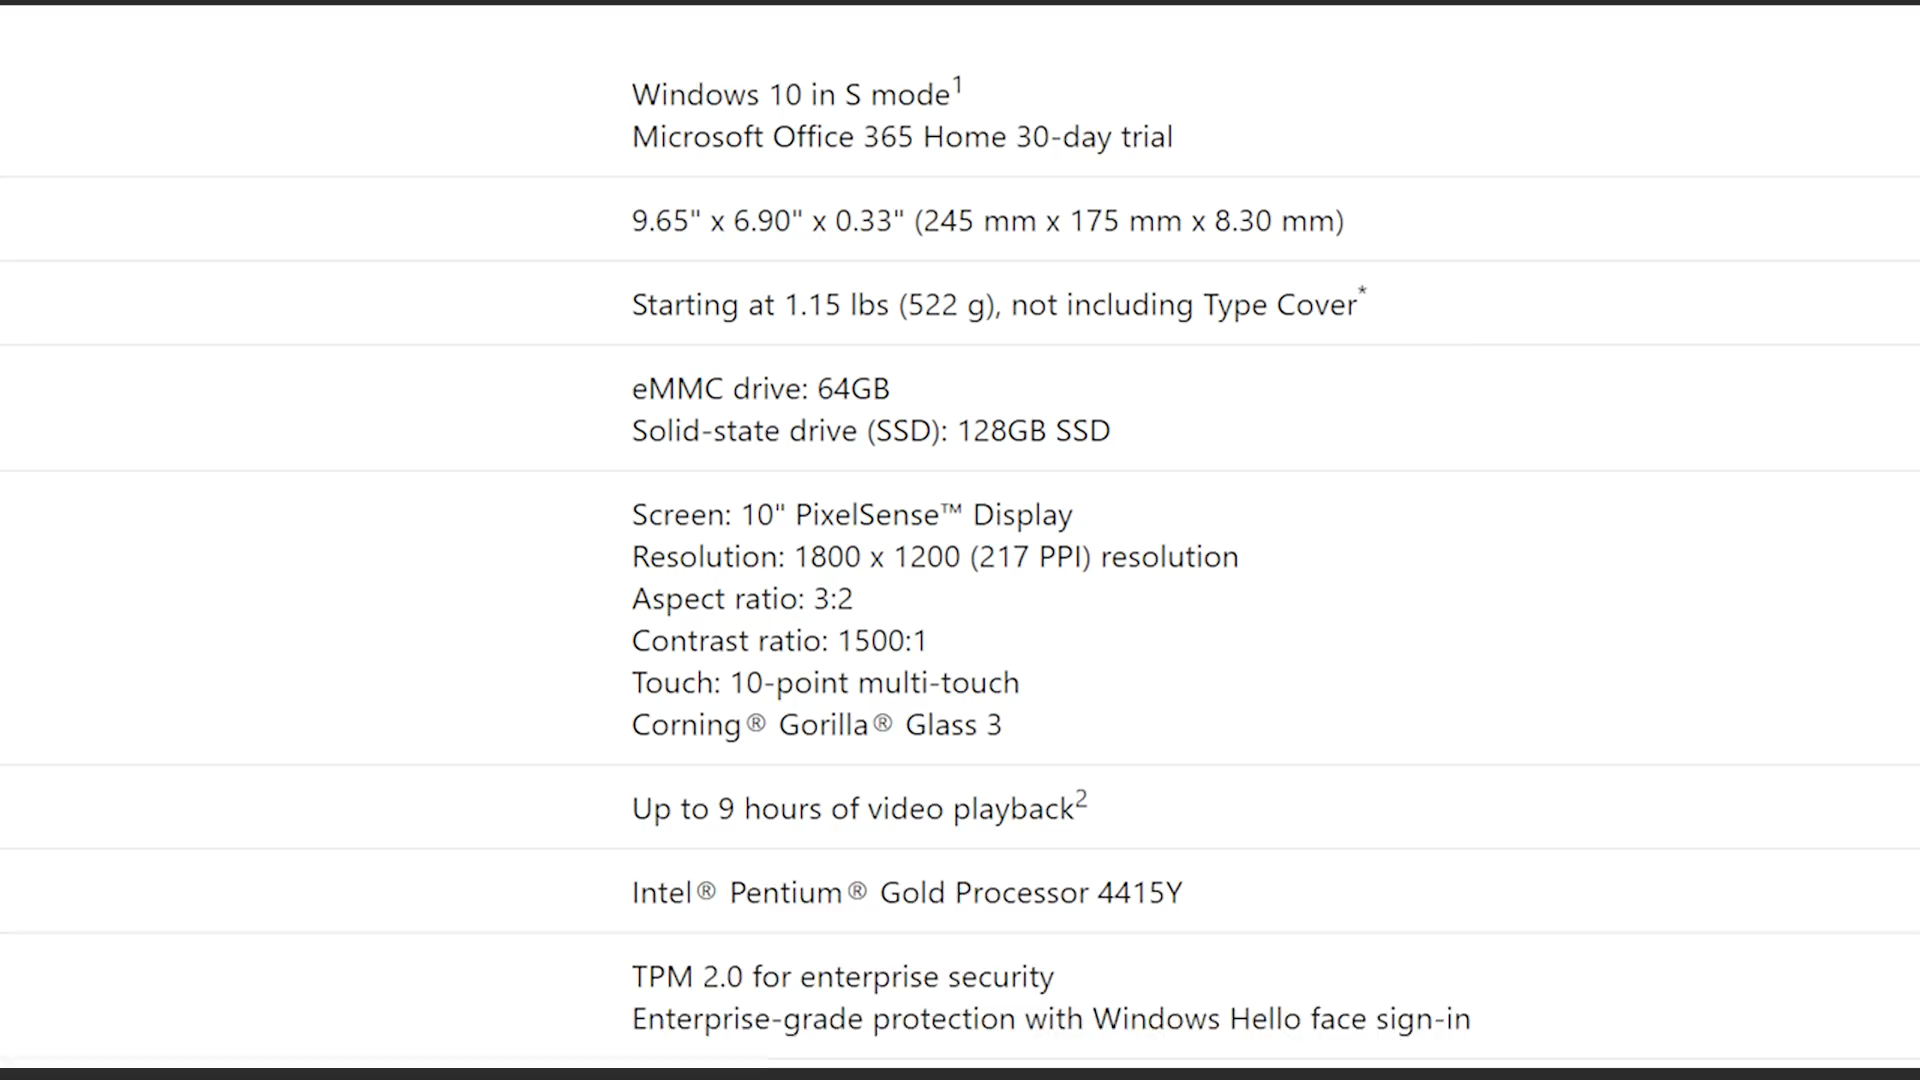 Windows 10 in S mode¹
Microsoft Office 365 Home 30-day trial
9.65" x 6.90" x 0.33" (245 mm x 175 mm x 8.30 mm)
Starting at 1.15 lbs (522 g), not including Type Cover*
eMMC drive: 64GB
Solid-state drive (SSD): 128GB SSD
Screen: 10" PixelSense™ Display
Resolution: 1800 x 1200 (217 PPI) resolution
Aspect ratio: 3:2
Contrast ratio: 1500:1
Touch: 10-point multi-touch
Corning® Gorilla® Glass 3
Up to 9 hours of video playback²
Intel® Pentium® Gold Processor 4415Y
TPM 2.0 for enterprise security
Enterprise-grade protection with Windows Hello face sign-in